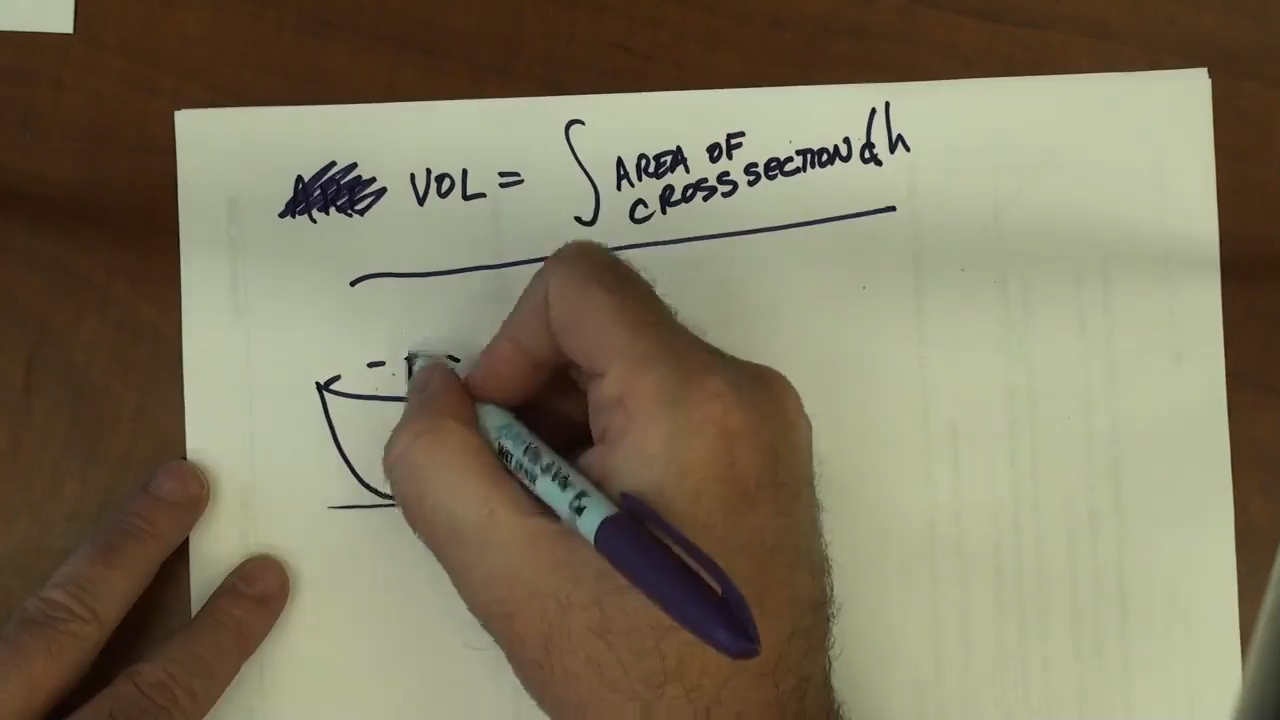 VOL = ∫ AREA OF
CROSS SECTION dh